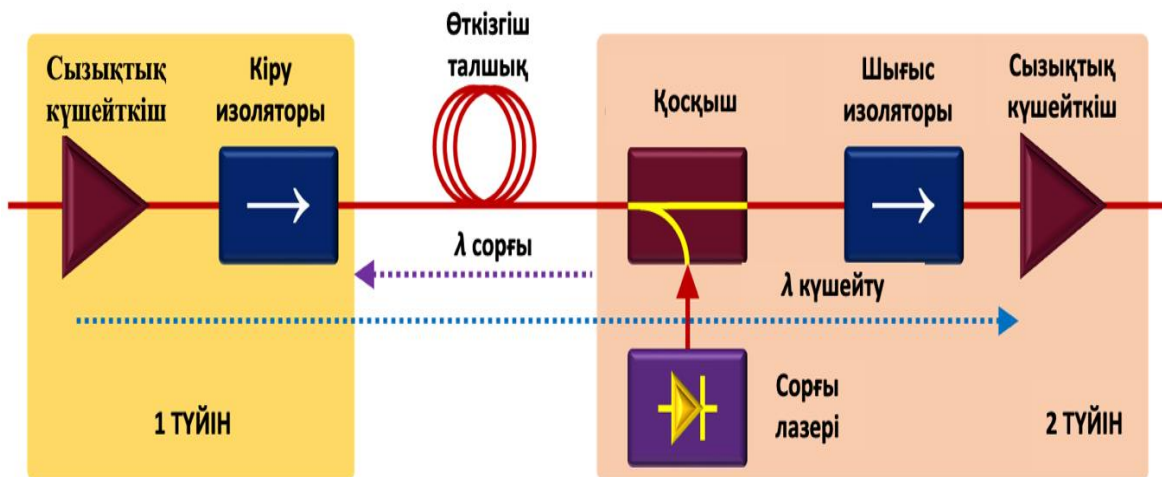 Сызықтық
күшейткіш
Кіру
изоляторы
Өткізгіш
талшық
Қосқыш
Шығыс
изоляторы
Сызықтық
күшейткіш
λ сорғы
λ күшейту
Сорғы
лазері
1 ТҮЙІН
2 ТҮЙІН